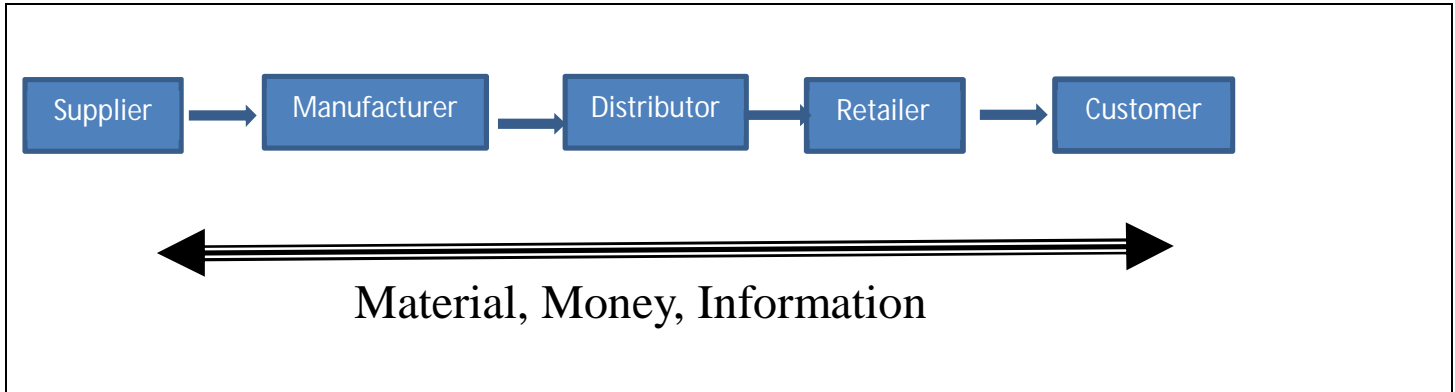 Supplier Manufacturer Distributor Retailer Customer
Material, Money, Information